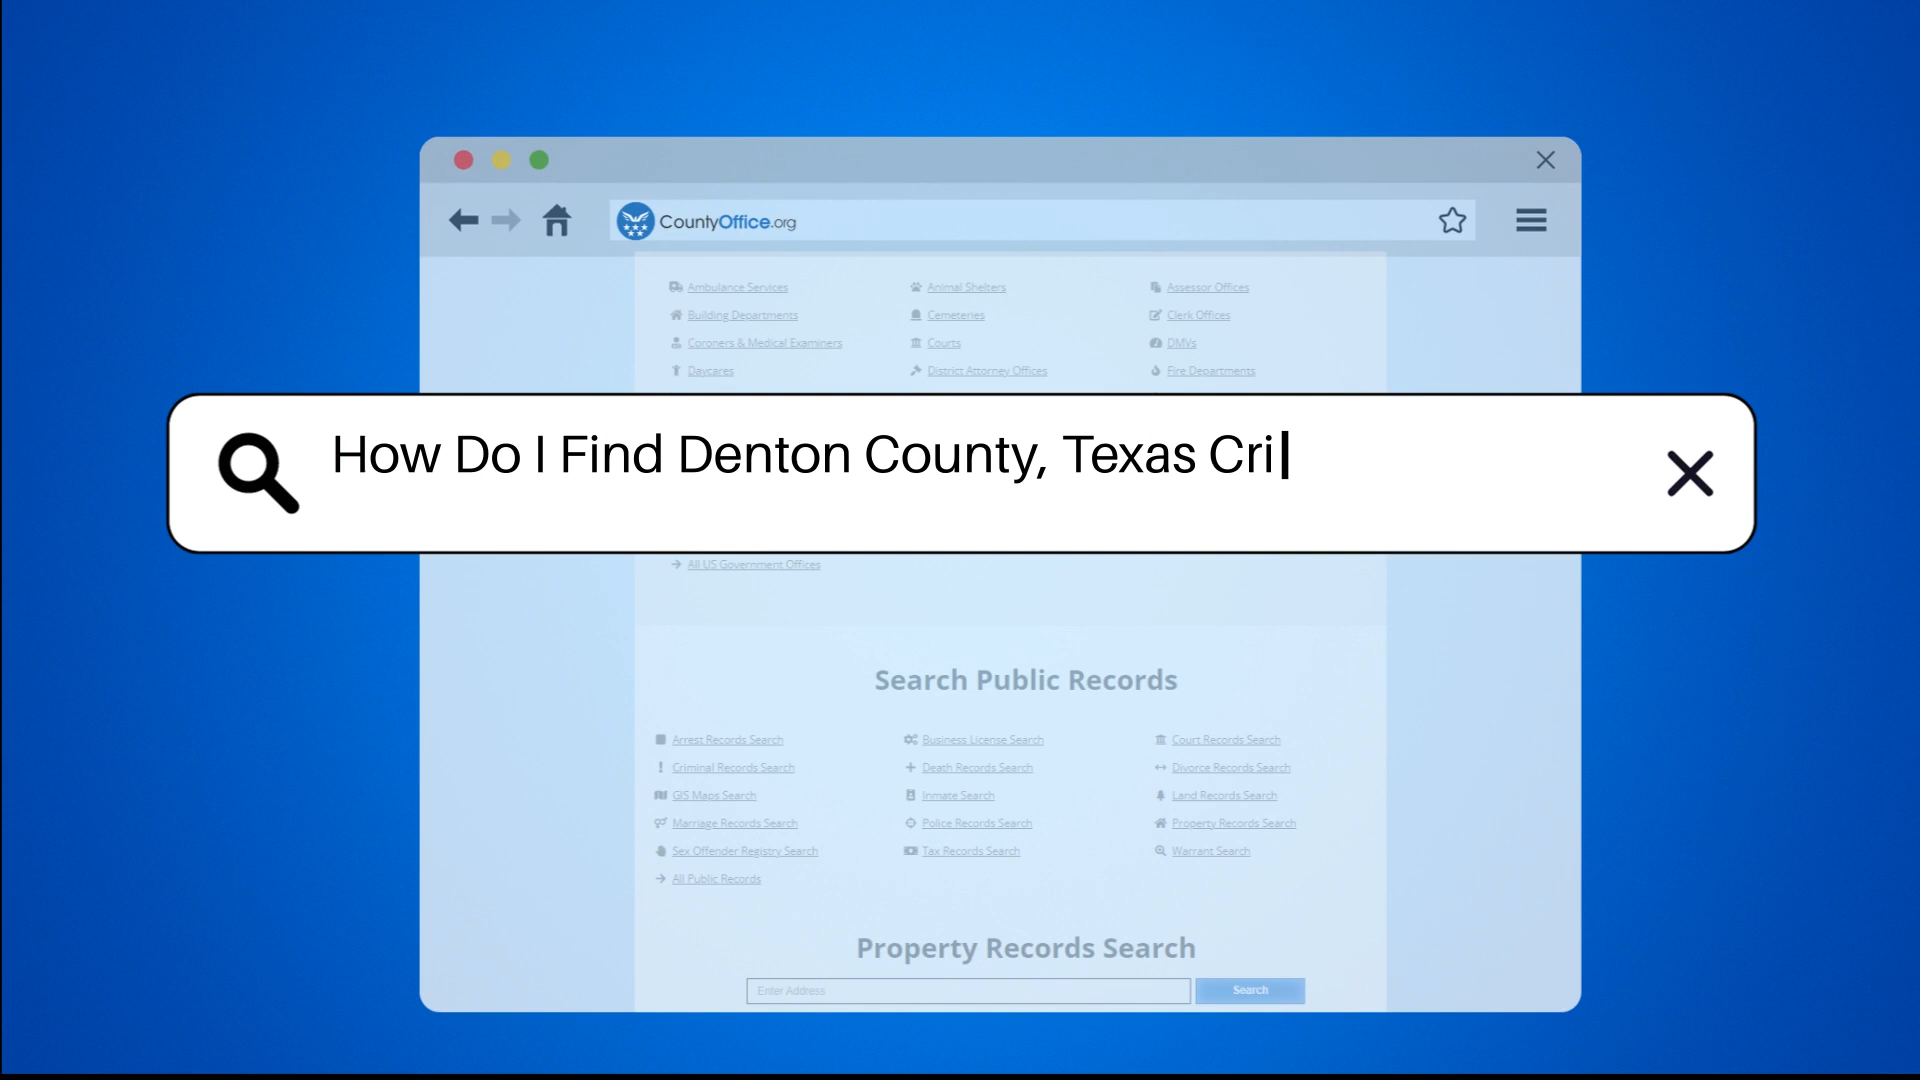 CountyOffice.org
Ambulance Services Animal Shelters Assessor Offices
Building Departments Cemeteries Clerk Offices
Coroners & Medical Examiners Courts DMVs
Daycares District Attorney Offices Fire Departments
How Do I Find Denton County, Texas Cri
All US Government Offices
Search Public Records
Arrest Records Search Business License Search Court Records Search
Criminal Records Search Death Records Search Divorce Records Search
GIS Maps Search Inmate Search Land Records Search
Marriage Records Search Police Records Search Property Records Search
Sex Offender Registry Search Tax Records Search Warrant Search
All Public Records
Property Records Search
Enter Address Search